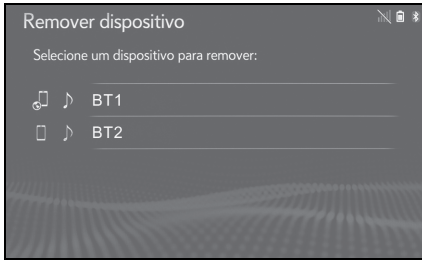 Remover dispositivo
Selecione um dispositivo para remover:
BT1
BT2